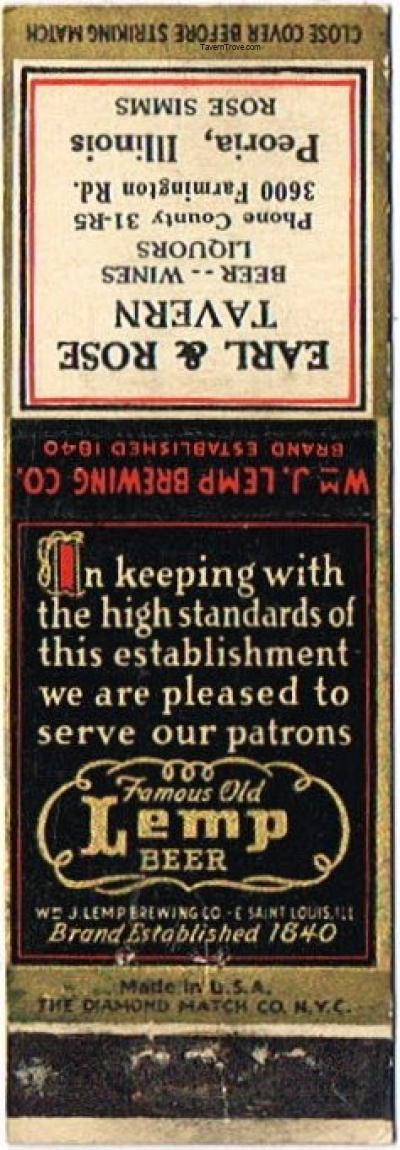 CLOSE COVER BEFORE STRIKING MATCH
TavernTrove.com
EARL & ROSE
TAVERN
BEER -- WINES
LIQUORS
Phone County 31-R5
3600 Farmington Rd.
Peoria, Illinois
ROSE SIMMS
WM J. LEMP BREWING CO.
BRAND ESTABLISHED 1840
In keeping with
the high standards of
this establishment
we are pleased to
serve our patrons
Famous Old
Lemp
BEER
WM J. LEMP BREWING CO.-E SAINT LOUIS, ILL
Brand Established 1840
Made in U.S.A.
THE DIAMOND MATCH CO. N.Y.C.